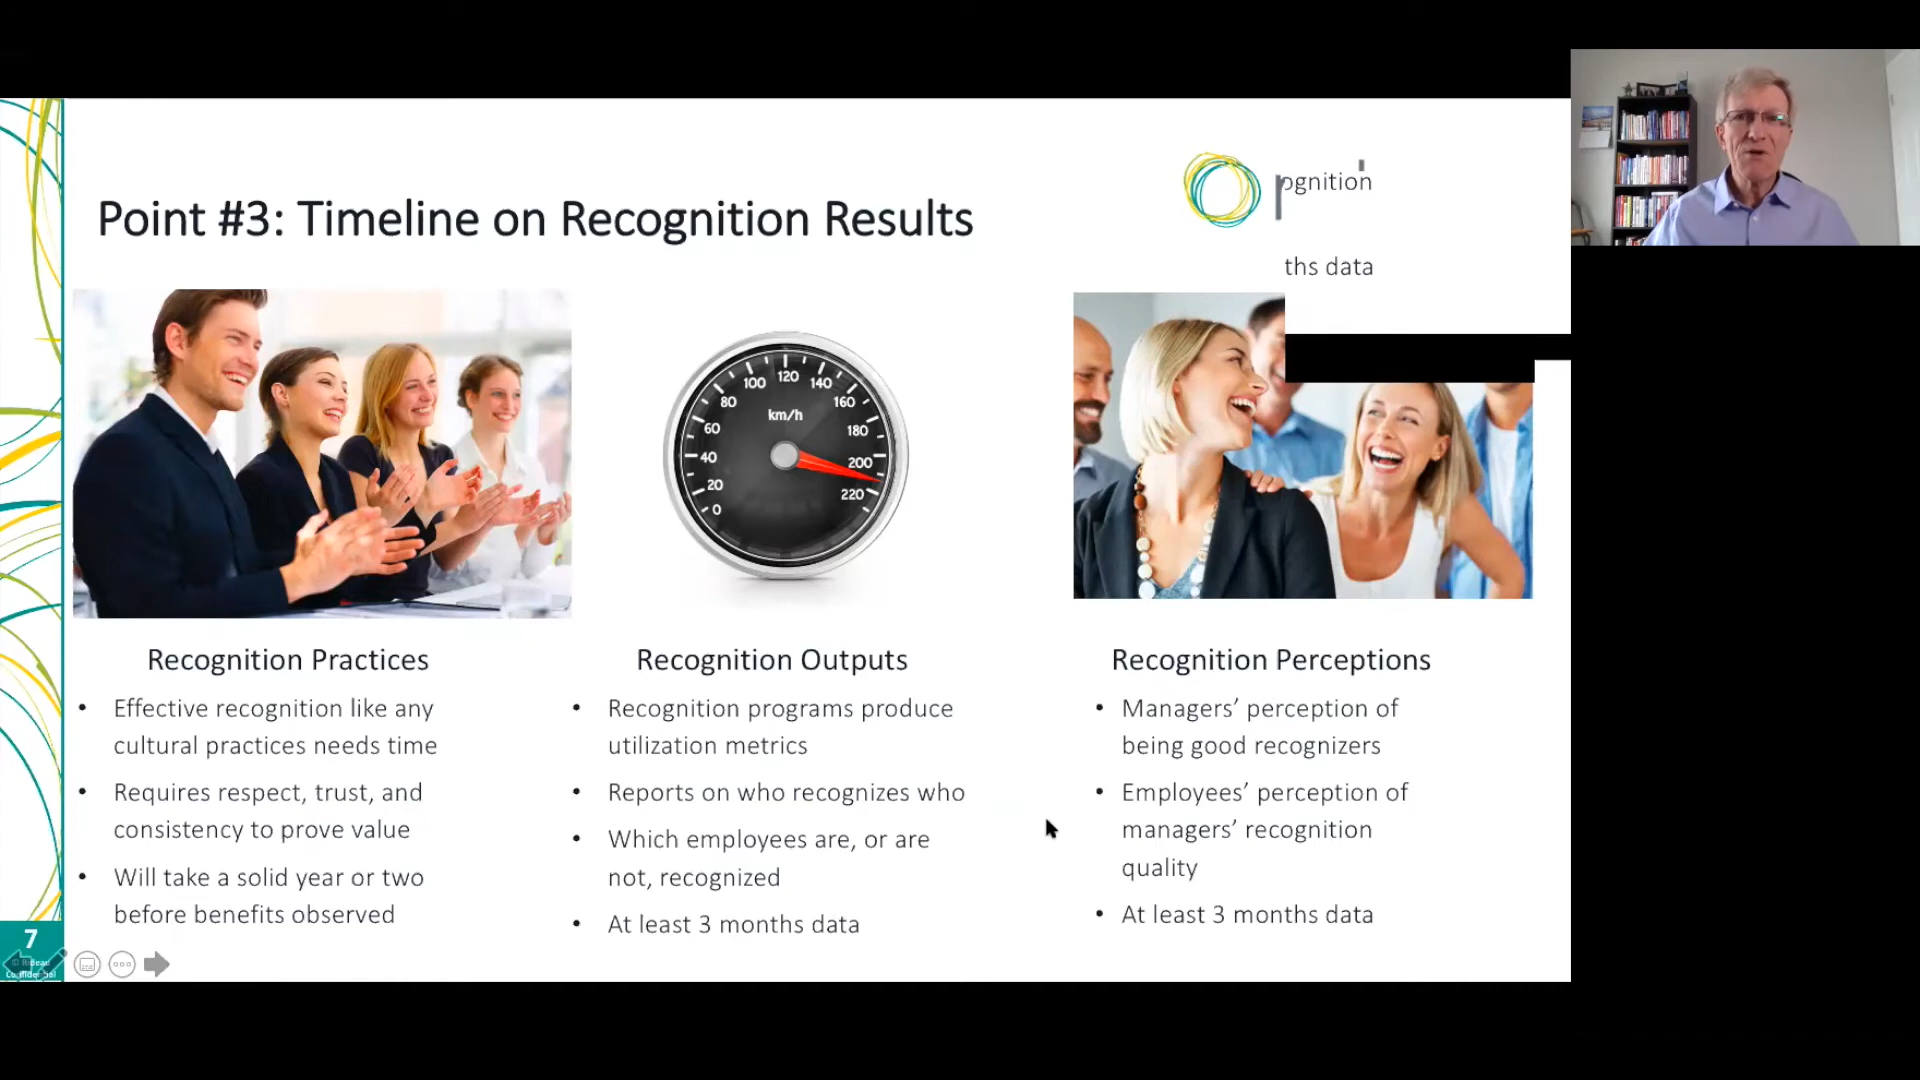 ognition
Point #3: Timeline on Recognition Results
ths data
100 120 140
80 160
km/h
60 180
40 200
20 220
0
Recognition Practices
• Effective recognition like any
cultural practices needs time
• Requires respect, trust, and
consistency to prove value
• Will take a solid year or two
before benefits observed
Recognition Outputs
• Recognition programs produce
utilization metrics
• Reports on who recognizes who
• Which employees are, or are
not, recognized
• At least 3 months data
Recognition Perceptions
• Managers’ perception of
being good recognizers
• Employees’ perception of
managers’ recognition
quality
• At least 3 months data
7